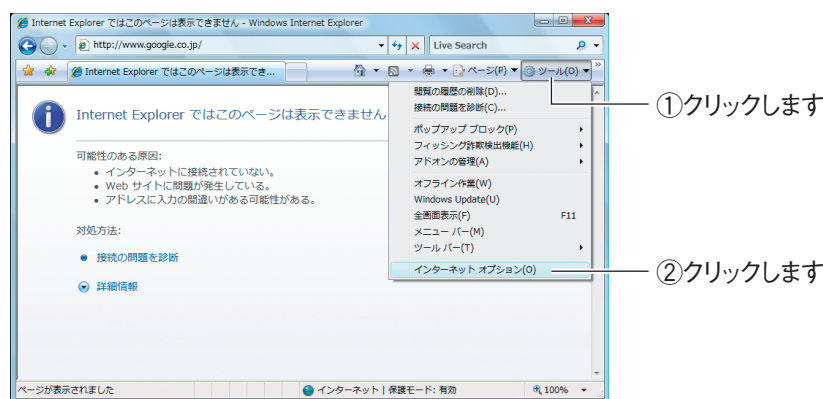 Internet Explorer ではこのページは表示できません - Windows Internet Explorer
http://www.google.co.jp/
Live Search
Internet Explorer ではこのページは表示でき...
ページ(P)
ツール(O)
»
Internet Explorer ではこのページは表示できません
可能性のある原因:
• インターネットに接続されていない。
• Web サイトに問題が発生している。
• アドレスに入力の間違いがある可能性がある。
対処方法:
接続の問題を診断
詳細情報
閲覧の履歴の削除(D)...
接続の問題を診断(C)...
ポップアップ ブロック(P)
フィッシング詐欺検出機能(H)
アドオンの管理(A)
オフライン作業(W)
Windows Update(U)
全画面表示(F) F11
メニュー バー(M)
ツール バー(T)
インターネット オプション(O)
①クリックします
②クリックします
ページが表示されました
インターネット | 保護モード: 有効
100%